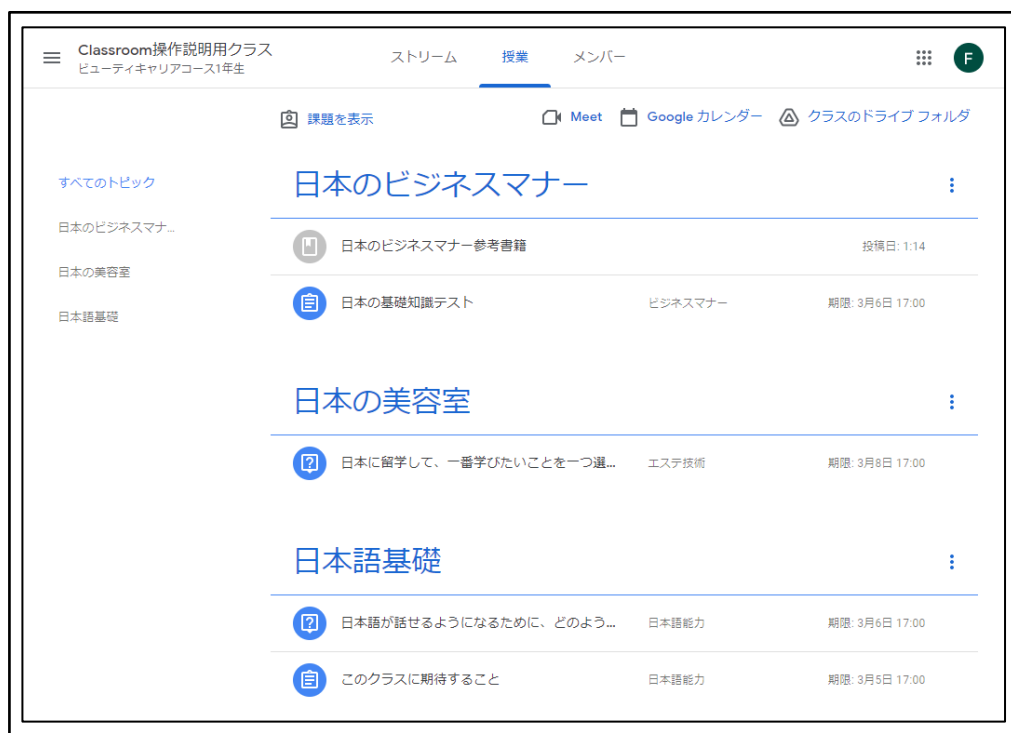 Classroom操作説明用クラス
ビューティキャリアコース1年生
ストリーム 授業 メンバー
F
課題を表示
Meet Google カレンダー クラスのドライブ フォルダ
すべてのトピック
日本のビジネスマナ...
日本の美容室
日本語基礎
日本のビジネスマナー
日本のビジネスマナー参考書籍 投稿日: 1:14
日本の基礎知識テスト ビジネスマナー 期限: 3月6日 17:00
日本の美容室
日本に留学して、一番学びたいことを一つ選... エステ技術 期限: 3月8日 17:00
日本語基礎
日本語が話せるようになるために、どのよう... 日本語能力 期限: 3月6日 17:00
このクラスに期待すること 日本語能力 期限: 3月5日 17:00